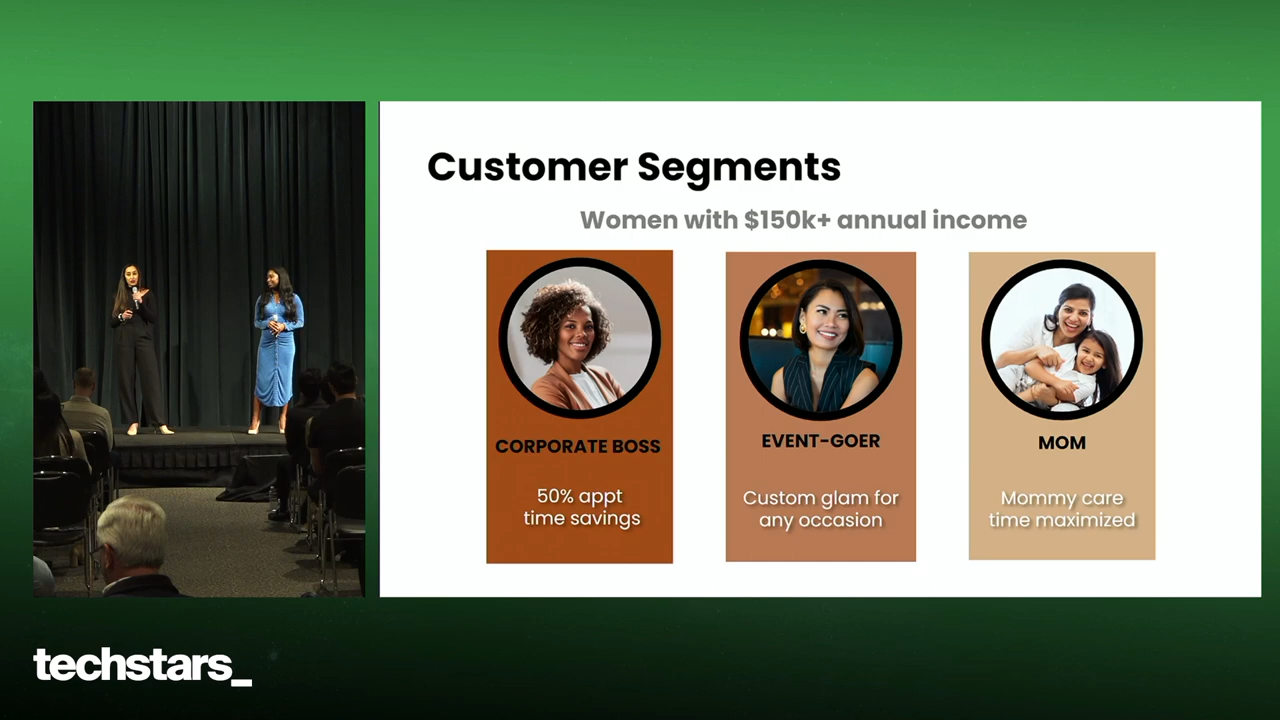 Customer Segments
Women with $150k+ annual income
CORPORATE BOSS
50% appt
time savings
EVENT-GOER
Custom glam for
any occasion
MOM
Mommy care
time maximized
techstars_